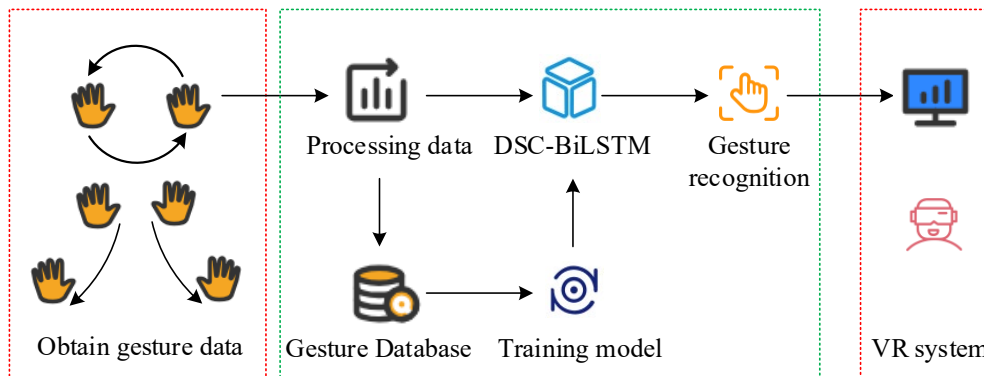 Processing data
DSC-BiLSTM
Gesture
recognition
Obtain gesture data
Gesture Database
Training model
VR system